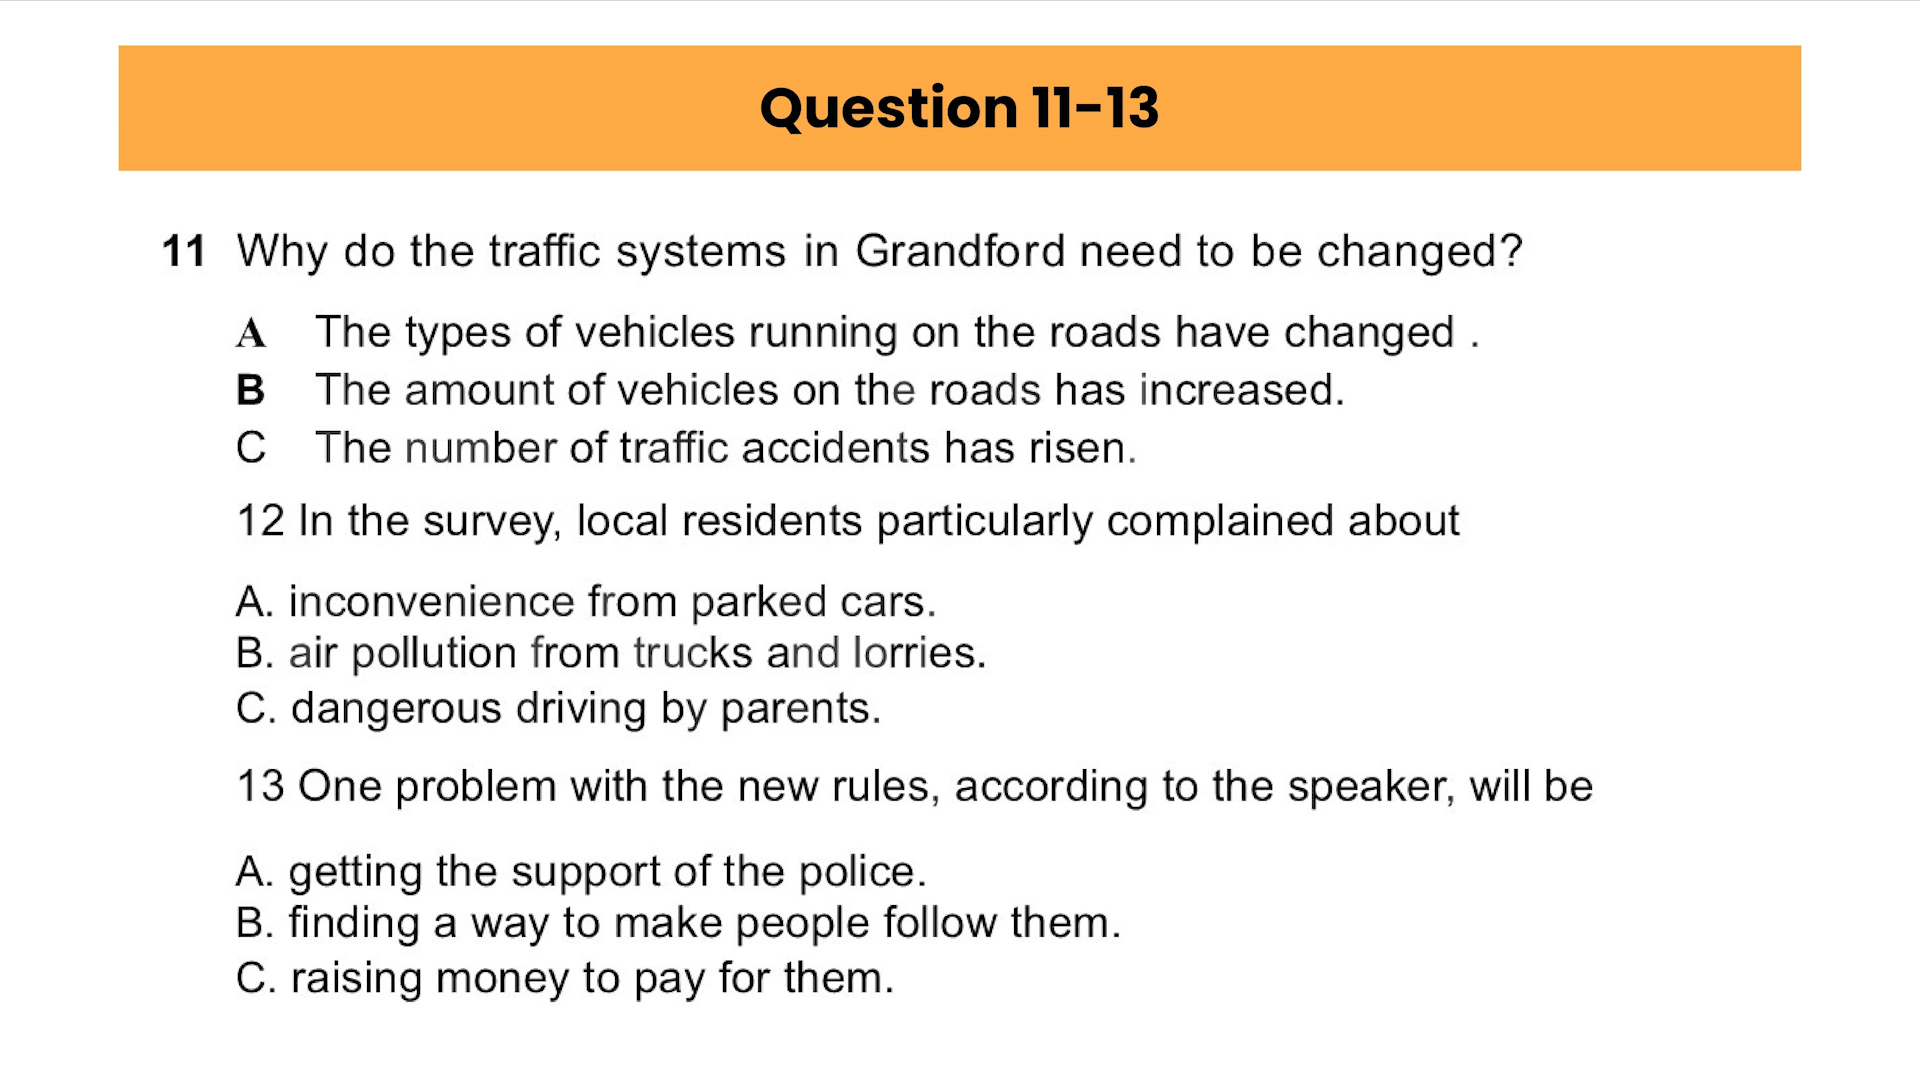 Question 11-13
11 Why do the traffic systems in Grandford need to be changed?
A The types of vehicles running on the roads have changed .
B The amount of vehicles on the roads has increased.
C The number of traffic accidents has risen.
12 In the survey, local residents particularly complained about
A. inconvenience from parked cars.
B. air pollution from trucks and lorries.
C. dangerous driving by parents.
13 One problem with the new rules, according to the speaker, will be
A. getting the support of the police.
B. finding a way to make people follow them.
C. raising money to pay for them.